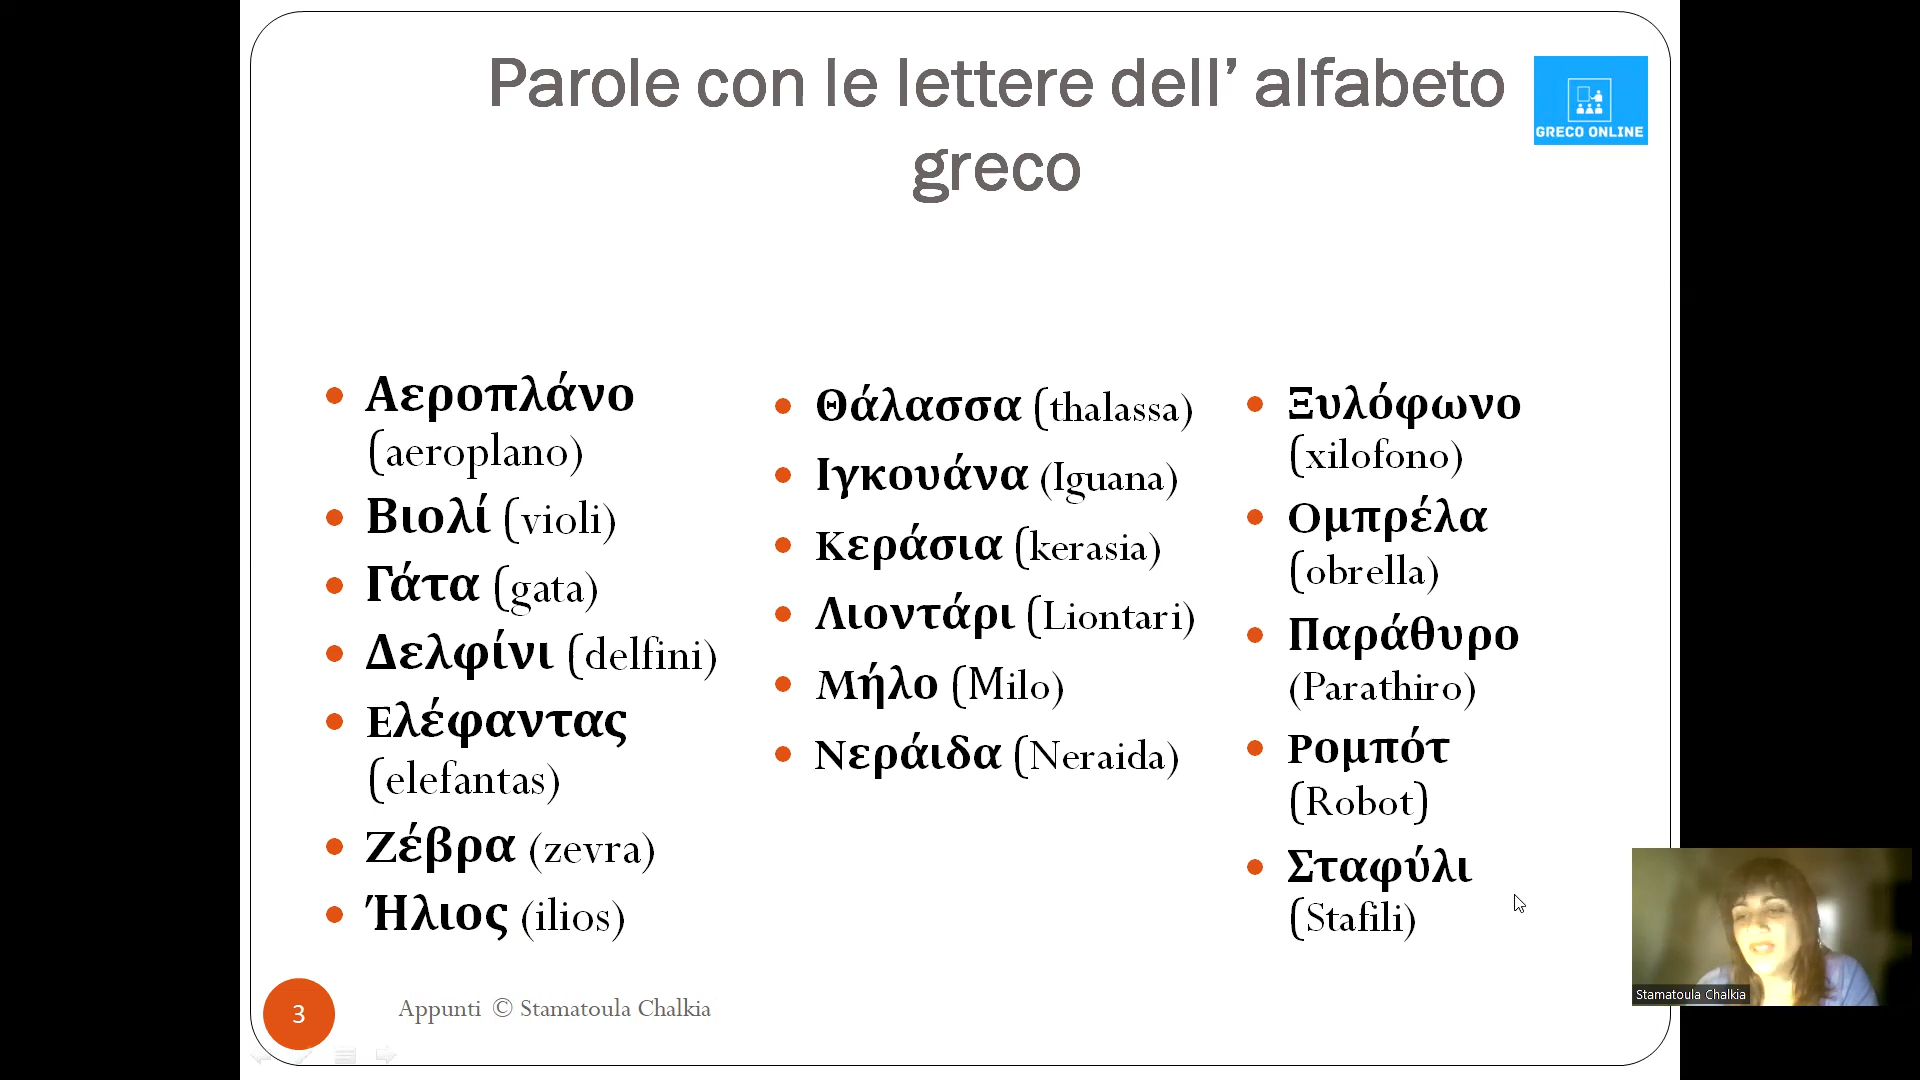 Parole con le lettere dell’ alfabeto
greco
GRECO ONLINE
Αεροπλάνο
(aeroplano)
Βιολί (violi)
Γάτα (gata)
Δελφίνι (delfini)
Ελέφαντας
(elefantas)
Ζέβρα (zevra)
Ήλιος (ilios)
Θάλασσα (thalassa)
Ιγκουάνα (Iguana)
Κεράσια (kerasia)
Λιοντάρι (Liontari)
Μήλο (Milo)
Νεράιδα (Neraida)
Ξυλόφωνο
(xilofono)
Ομπρέλα
(obrella)
Παράθυρο
(Parathiro)
Ρομπότ
(Robot)
Σταφύλι
(Stafili)
3
Appunti © Stamatoula Chalkia
Stamatoula Chalkia